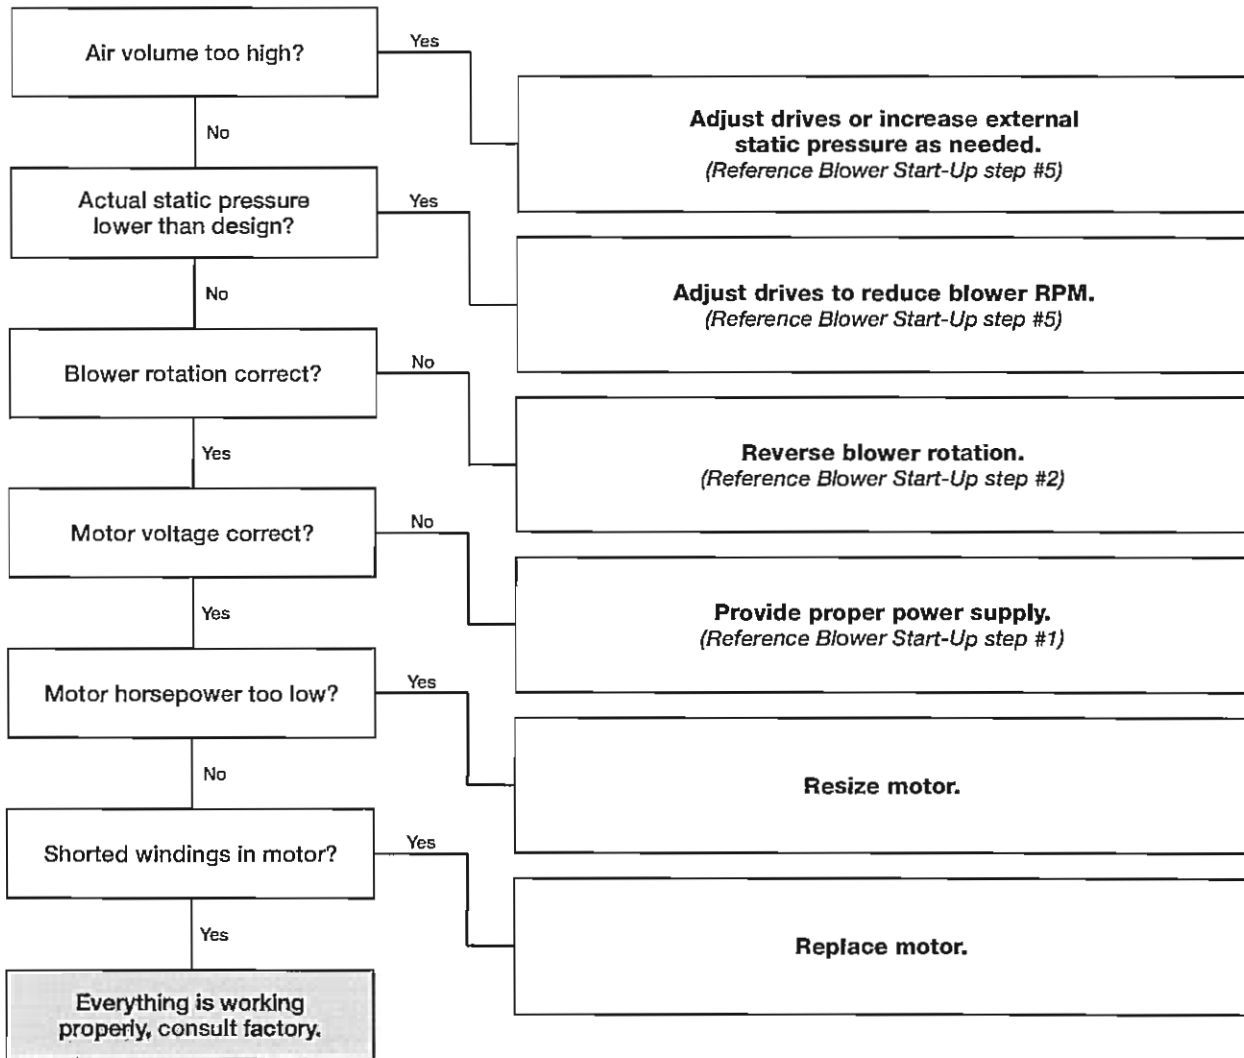 Air volume too high?
Yes
Adjust drives or increase external
static pressure as needed.
(Reference Blower Start-Up step #5)
No
Actual static pressure
lower than design?
Yes
Adjust drives to reduce blower RPM.
(Reference Blower Start-Up step #5)
No
Blower rotation correct?
No
Reverse blower rotation.
(Reference Blower Start-Up step #2)
Yes
Motor voltage correct?
No
Provide proper power supply.
(Reference Blower Start-Up step #1)
Yes
Motor horsepower too low?
Yes
Resize motor.
No
Shorted windings in motor?
Yes
Replace motor.
Yes
Everything is working
properly, consult factory.